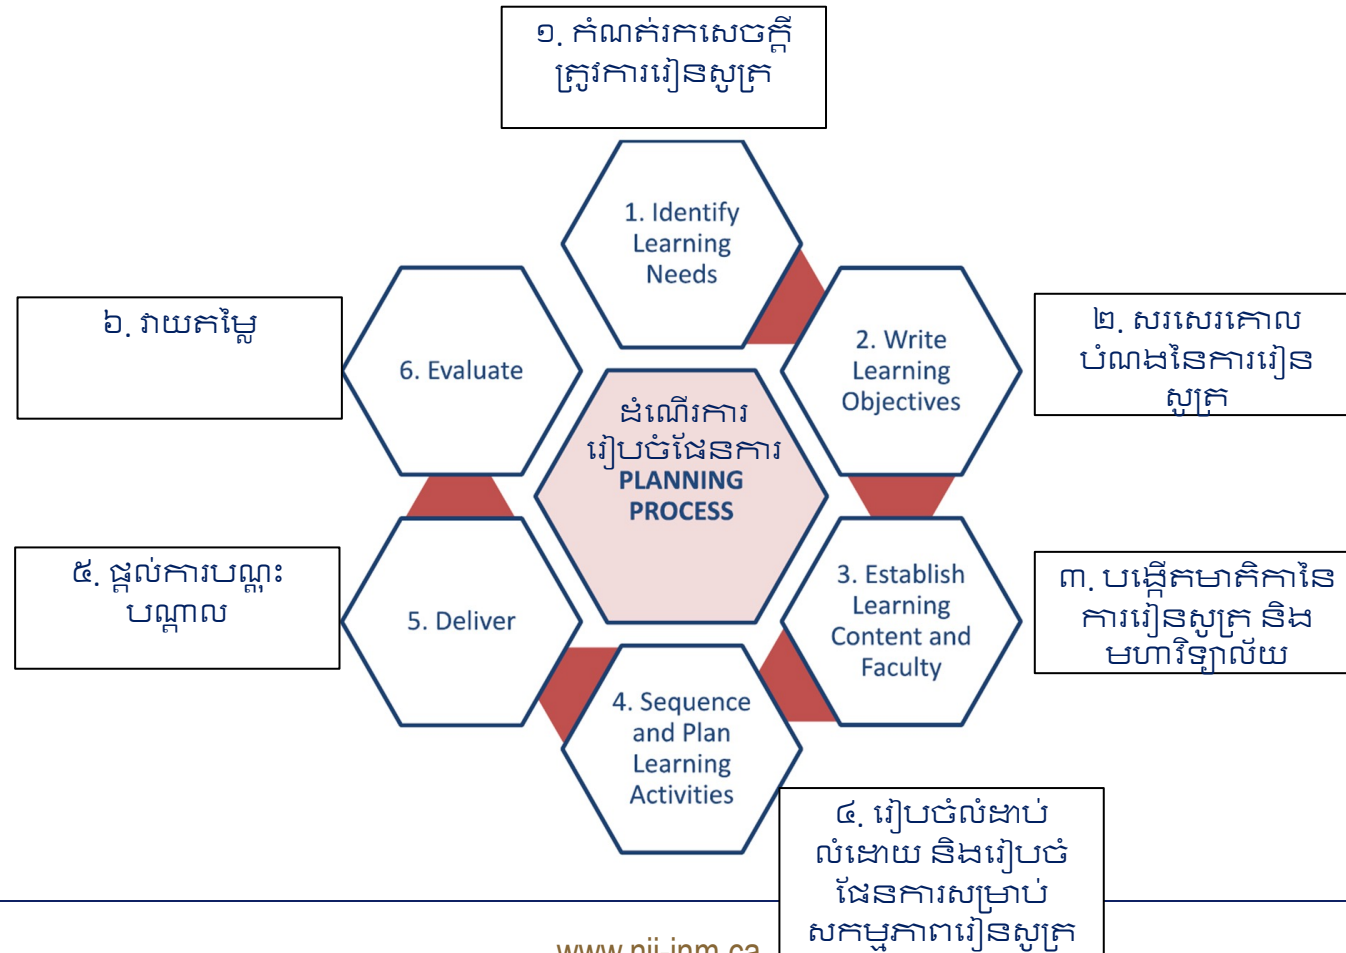 ១. កំណត់រកសេចក្តី
ត្រូវការរៀនសូត្រ
1. Identify
Learning
Needs
២. សរសេរគោល
បំណងនៃការរៀន
សូត្រ
2. Write
Learning
Objectives
៣. បង្កើតមាតិកានៃ
ការរៀនសូត្រ និង
មហាវិទ្យាល័យ
3. Establish
Learning
Content and
Faculty
៤. រៀបចំលំដាប់
លំដោយ និងរៀបចំ
ផែនការសម្រាប់
សកម្មភាពរៀនសូត្រ
4. Sequence
and Plan
Learning
Activities
៥. ផ្តល់ការបណ្តុះ
បណ្តាល
5. Deliver
៦. វាយតម្លៃ
6. Evaluate
ដំណើរការ
រៀបចំផែនការ
PLANNING
PROCESS
www.nji-inm.ca